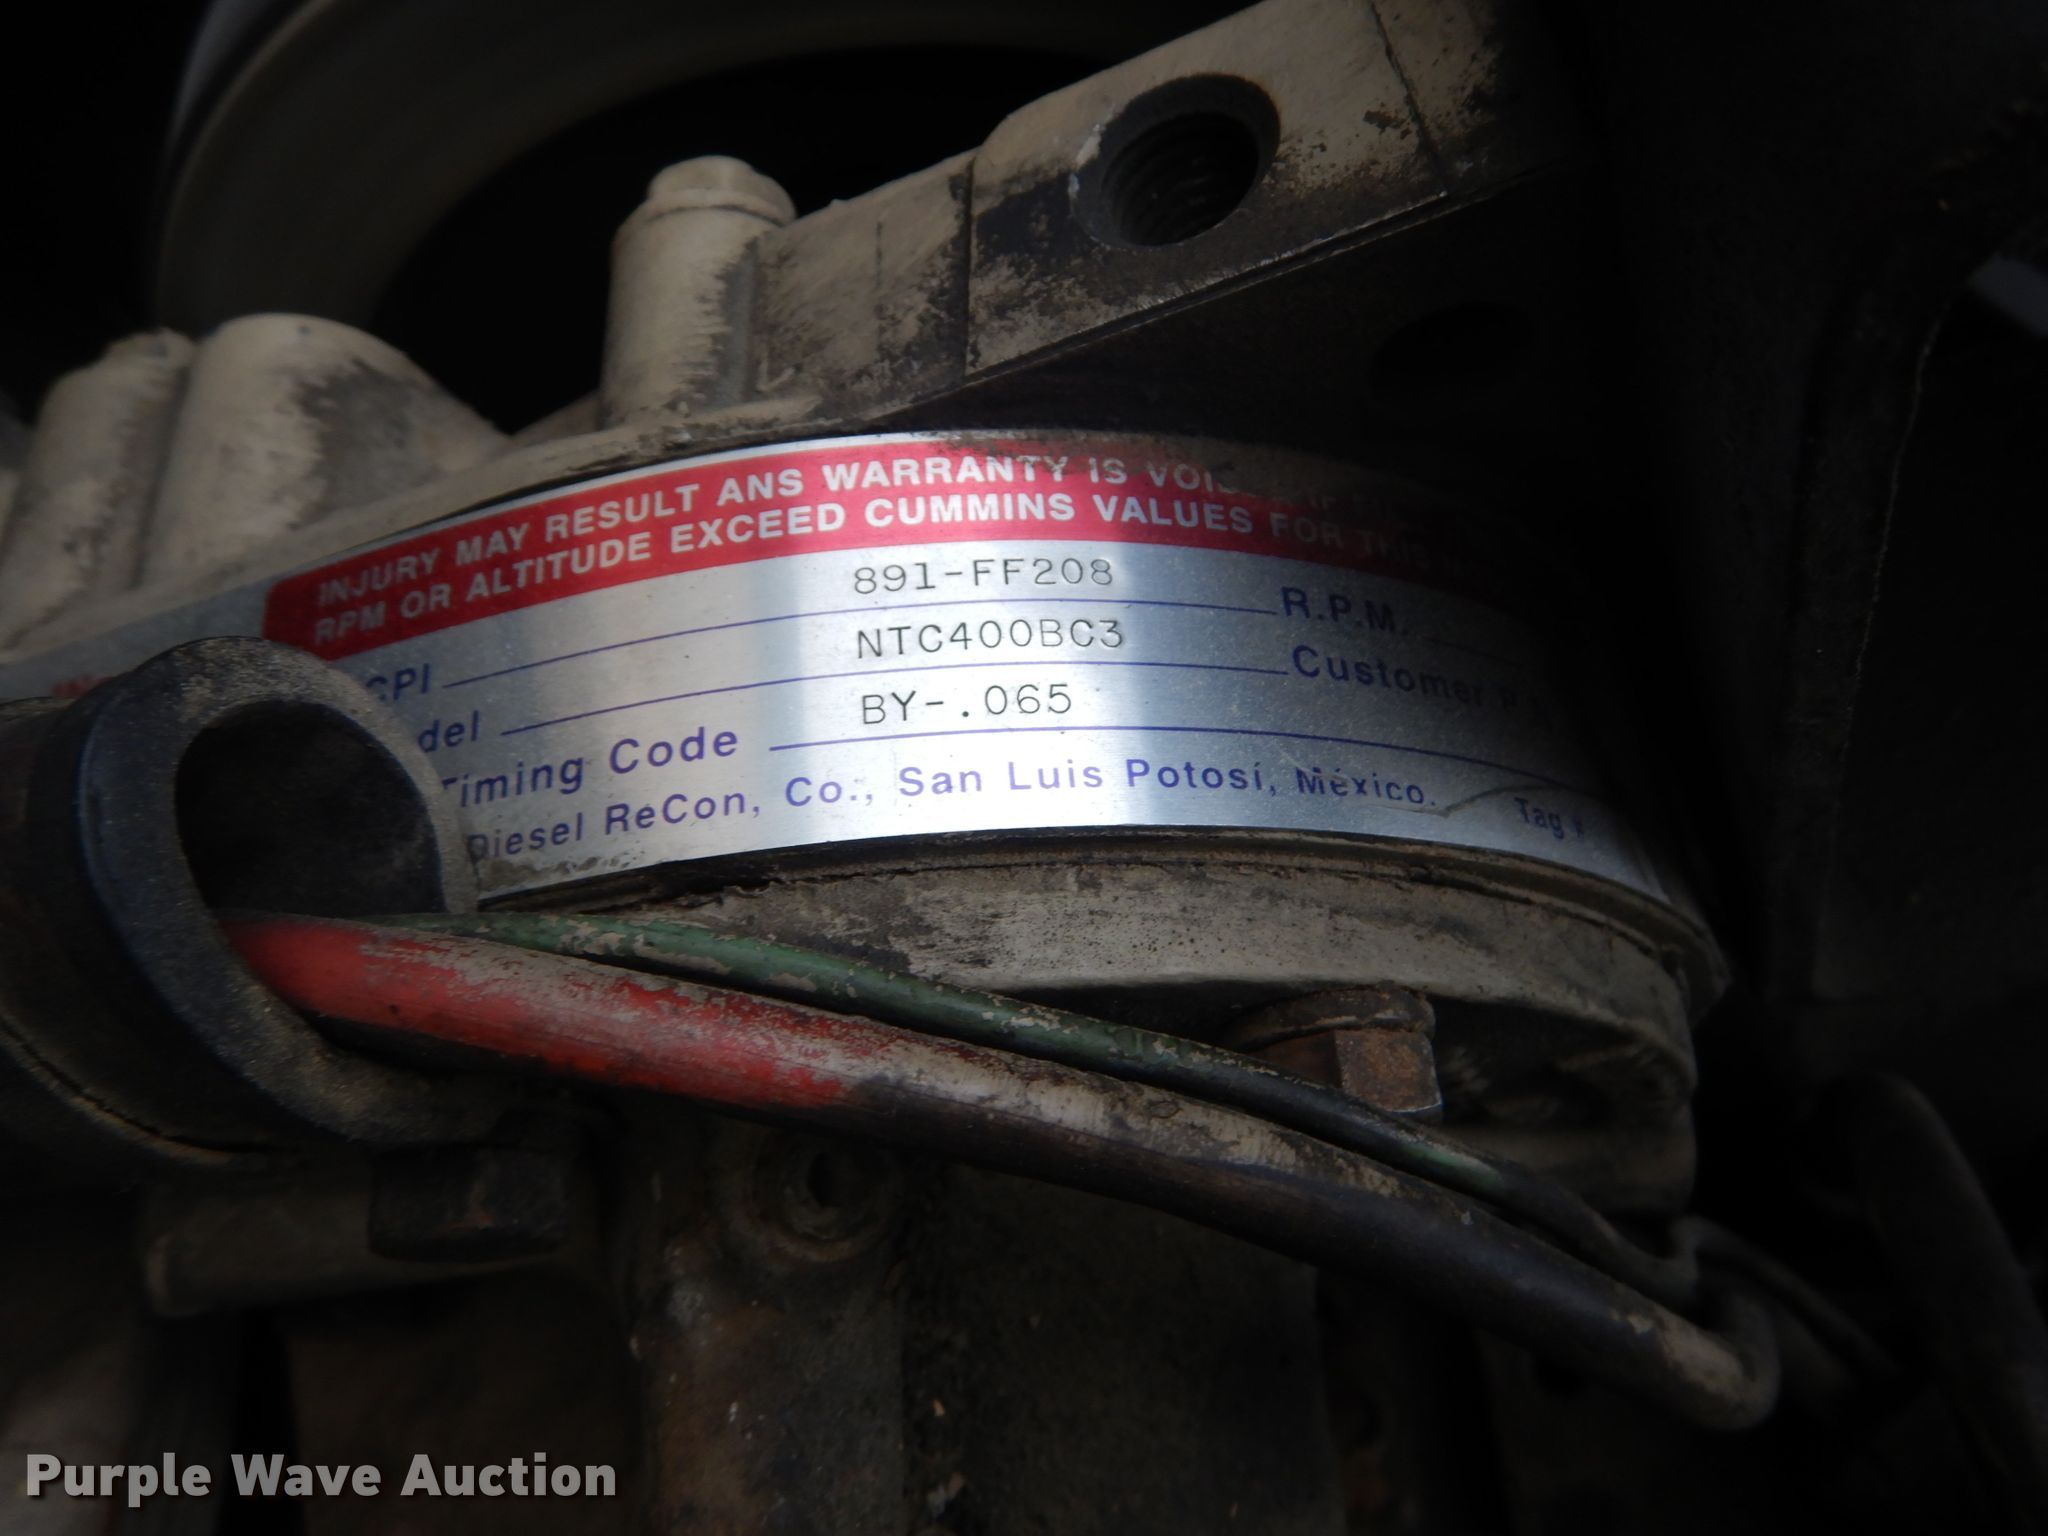 INJURY MAY RESULT ANS WARRANTY IS
RPM OR ALTITUDE EXCEED CUMMINS VALUES FOR THIS
CPI 891-FF208 R.P.M.
del NTC400BC3 Customer P
Timing Code BY-.065
Diesel ReCon, Co., San Luis Potosí, México. Tag
Purple Wave Auction